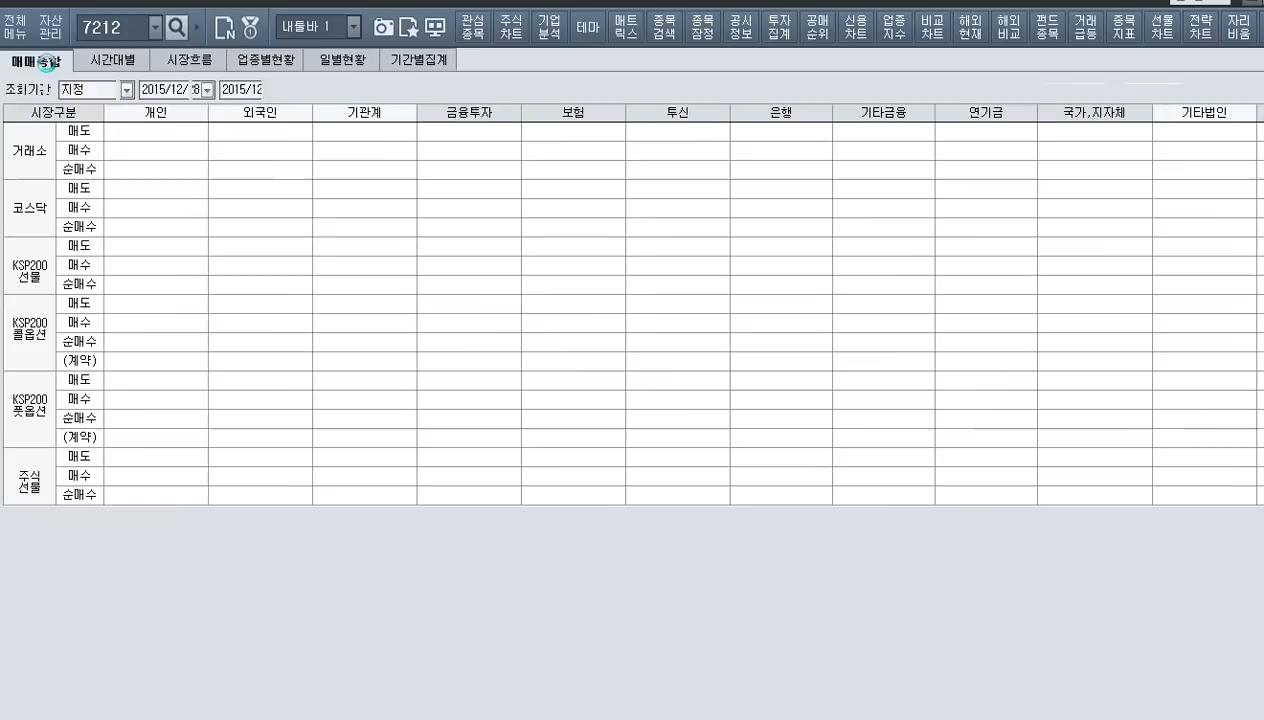 전체 메뉴 자산 관리 7212 N 내툴바 1 관심 종목 주식 차트 기업 분석 테마 매트 릭스 종목 검색 종목 잠정 공시 정보 투자 집계 공매 순위 신용 차트 업종 지수 비교 차트 해외 현재 해외 비교 펀드 종목 거래 급등 종목 지표 선물 차트 전략 차트 자리 비움
시간대별 시장흐름 업종별현황 일별현황 기간별집계
조회기간 지정 2015/12/ 2015/12
시장구분 개인 외국인 기관계 금융투자 보험 투신 은행 기타금융 연기금 국가,지자체 기타법인
거래소
매도
매수
순매수
코스닥
매도
매수
순매수
KSP200
선물
매도
매수
순매수
KSP200
콜옵션
매도
매수
순매수
(계약)
KSP200
풋옵션
매도
매수
순매수
(계약)
주식
선물
매도
매수
순매수